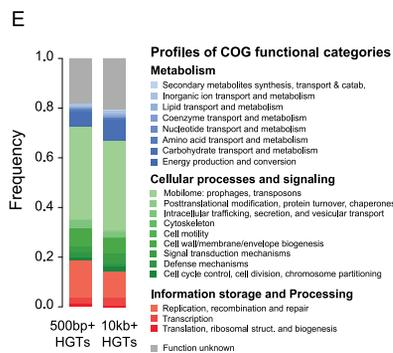 E
Profiles of COG functional categories
Metabolism
Secondary metabolites synthesis, transport & catab.
Inorganic ion transport and metabolism
Lipid transport and metabolism
Coenzyme transport and metabolism
Nucleotide transport and metabolism
Amino acid transport and metabolism
Carbohydrate transport and metabolism
Energy production and conversion
Cellular processes and signaling
Mobilome: prophages, transposons
Posttranslational modification, protein turnover, chaperones
Intracellular trafficking, secretion, and vesicular transport
Cytoskeleton
Cell motility
Cell wall/membrane/envelope biogenesis
Signal transduction mechanisms
Defense mechanisms
Cell cycle control, cell division, chromosome partitioning
Information storage and Processing
Replication, recombination and repair
Transcription
Translation, ribosomal struct. and biogenesis
Function unknown
Frequency
1.0
0.8
0.6
0.4
0.2
0.0
500bp+ 10kb+
HGTs HGTs